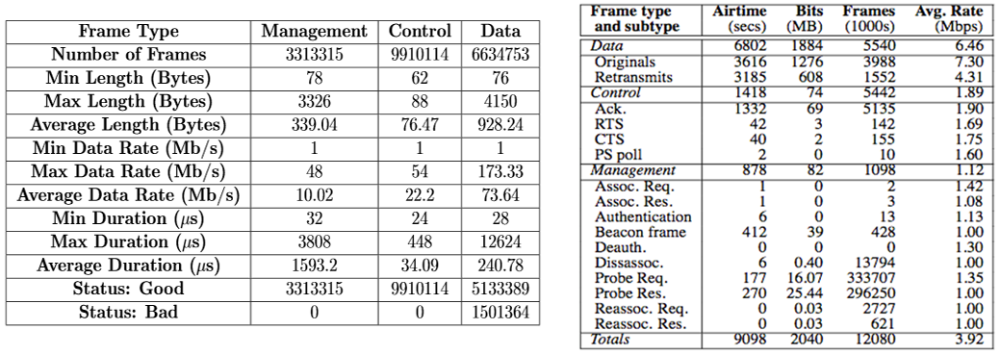 Frame Type Management Control Data
Number of Frames 3313315 9910114 6634753
Min Length (Bytes) 78 62 76
Max Length (Bytes) 3326 88 4150
Average Length (Bytes) 339.04 76.47 928.24
Min Data Rate (Mb/s) 1 1 1
Max Data Rate (Mb/s) 48 54 173.33
Average Data Rate (Mb/s) 10.02 22.2 73.64
Min Duration (μs) 32 24 28
Max Duration (μs) 3808 448 12624
Average Duration (μs) 1593.2 34.09 240.78
Status: Good 3313315 9910114 5133389
Status: Bad 0 0 1501364
Frame type Airtime Bits Frames Avg. Rate
and subtype (secs) (MB) (1000s) (Mbps)
Data 6802 1884 5540 6.46
Originals 3616 1276 3988 7.30
Retransmits 3185 608 1552 4.31
Control 1418 74 5442 1.89
Ack. 1332 69 5135 1.90
RTS 42 3 142 1.69
CTS 40 2 155 1.75
PS poll 2 0 10 1.60
Management 878 82 1098 1.12
Assoc. Req. 1 0 2 1.42
Assoc. Res. 1 0 3 1.08
Authentication 6 0 13 1.13
Beacon frame 412 39 428 1.00
Deauth. 0 0 0 1.30
Dissassoc. 6 0.40 13794 1.00
Probe Req. 177 16.07 333707 1.35
Probe Res. 270 25.44 296250 1.00
Reassoc. Req. 0 0.03 2727 1.00
Reassoc. Res. 0 0.03 621 1.00
Totals 9098 2040 12080 3.92